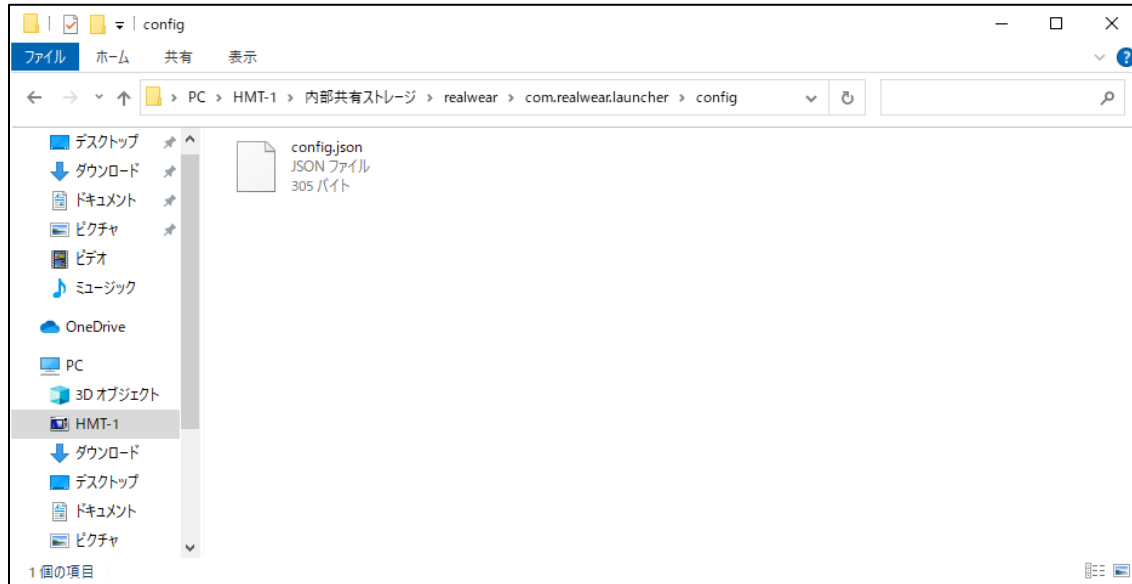 config
ファイル ホーム 共有 表示
PC HMT-1 内部共有ストレージ realwear com.realwear.launcher config
デスクトップ
ダウンロード
ドキュメント
ピクチャ
ビデオ
ミュージック
OneDrive
PC
3D オブジェクト
HMT-1
ダウンロード
デスクトップ
ドキュメント
ピクチャ
config.json
JSON ファイル
305 バイト
1 個の項目